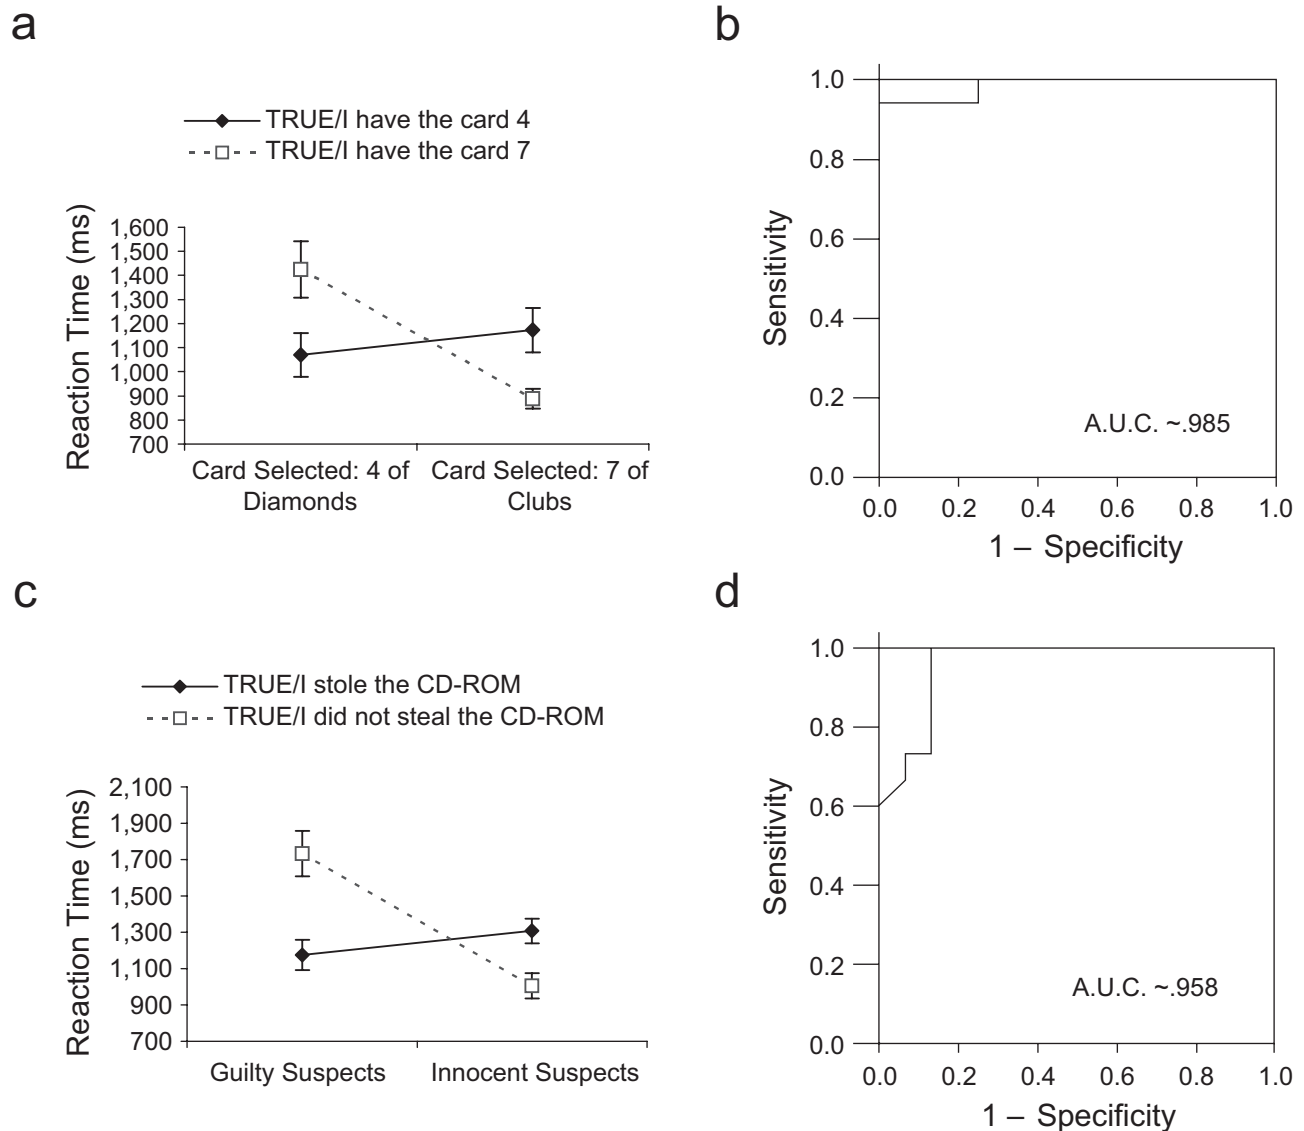 a
TRUE/I have the card 4
TRUE/I have the card 7
Reaction Time (ms)
1,600
1,500
1,400
1,300
1,200
1,100
1,000
900
800
700
Card Selected: 4 of
Diamonds
Card Selected: 7 of
Clubs
b
Sensitivity
1.0
0.8
0.6
0.4
0.2
0.0
A.U.C. ~.985
0.0 0.2 0.4 0.6 0.8 1.0
1 – Specificity
c
TRUE/I stole the CD-ROM
TRUE/I did not steal the CD-ROM
Reaction Time (ms)
2,100
1,900
1,700
1,500
1,300
1,100
900
700
Guilty Suspects Innocent Suspects
d
Sensitivity
1.0
0.8
0.6
0.4
0.2
0.0
A.U.C. ~.958
0.0 0.2 0.4 0.6 0.8 1.0
1 – Specificity